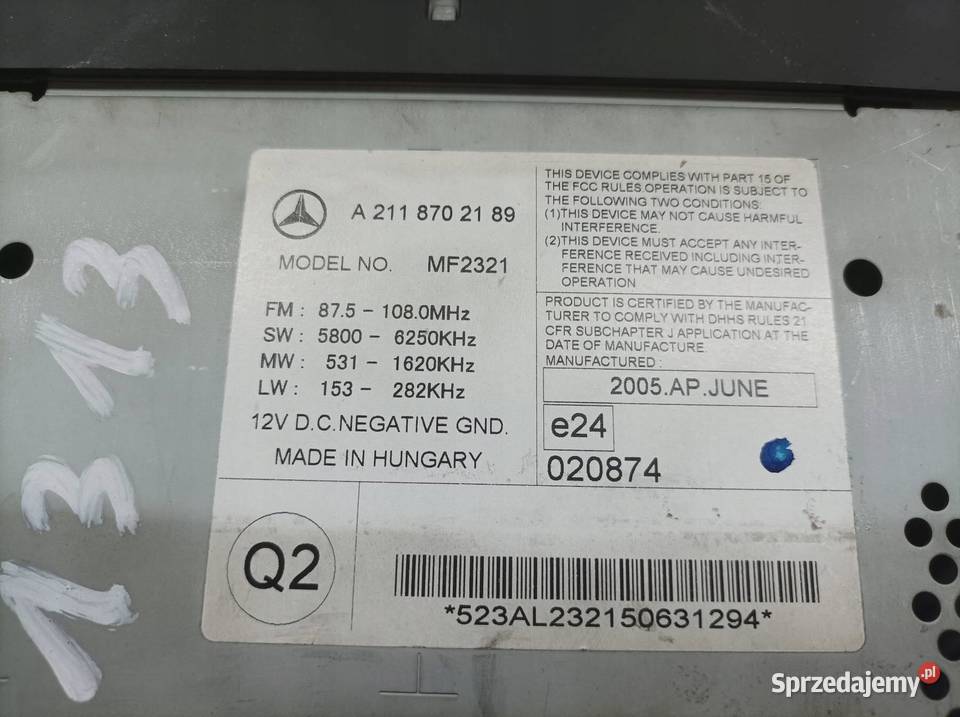 A 211 870 21 89
MODEL NO. MF2321
FM : 87.5 - 108.0MHz
SW : 5800 - 6250KHz
MW : 531 - 1620KHz
LW : 153 - 282KHz
12V D.C.NEGATIVE GND.
MADE IN HUNGARY
THIS DEVICE COMPLIES WITH PART 15 OF
THE FCC RULES OPERATION IS SUBJECT TO
THE FOLLOWING TWO CONDITIONS:
(1)THIS DEVICE MAY NOT CAUSE HARMFUL
INTERFERENCE.
(2)THIS DEVICE MUST ACCEPT ANY INTER-
FERENCE RECEIVED INCLUDING INTER-
FERENCE THAT MAY CAUSE UNDESIRED
OPERATION
PRODUCT IS CERTIFIED BY THE MANUFAC-
TURER TO COMPLY WITH DHHS RULES 21
CFR SUBCHAPTER J APPLICATION AT THE
DATE OF MANUFACTURE.
MANUFACTURED :
2005.AP.JUNE
e24
020874
Q2
*523AL232150631294*
13 13
Sprzedajemy.pl